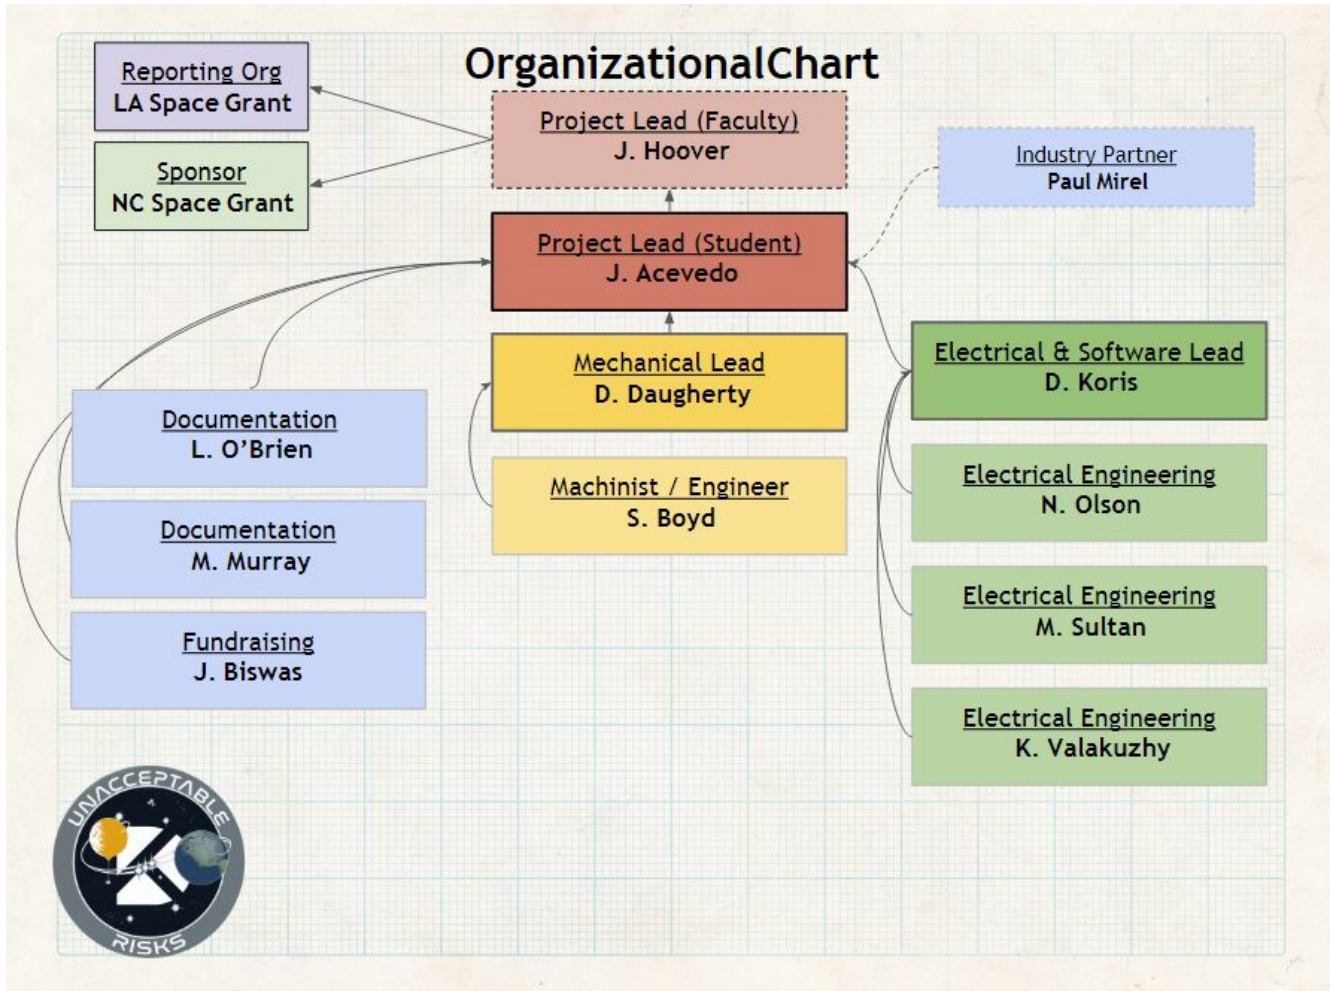 OrganizationalChart
Reporting Org
LA Space Grant
Sponsor
NC Space Grant
Project Lead (Faculty)
J. Hoover
Industry Partner
Paul Mirel
Project Lead (Student)
J. Acevedo
Mechanical Lead
D. Daugherty
Machinist / Engineer
S. Boyd
Electrical & Software Lead
D. Koris
Electrical Engineering
N. Olson
Electrical Engineering
M. Sultan
Electrical Engineering
K. Valakuzhy
Documentation
L. O’Brien
Documentation
M. Murray
Fundraising
J. Biswas
UNACCEPTABLE
RISKS